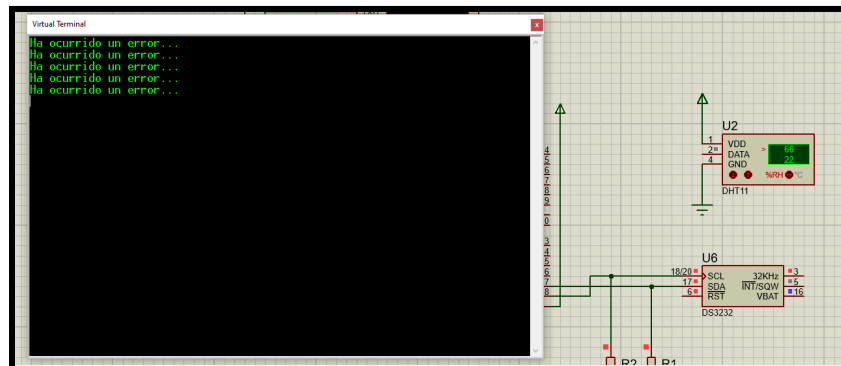 Virtual Terminal
x
Ha ocurrido un error...
Ha ocurrido un error...
Ha ocurrido un error...
Ha ocurrido un error...
Ha ocurrido un error...
4
5
6
7
8
9
0
3
4
5
6
7
8
U2
1 VDD
2 DATA
4 GND
> 66
22
%RH °C
DHT11
U6
18/20 SCL 32KHz 3
17 SDA INT/SQW 5
6 RST VBAT 16
DS3232
R2 R1